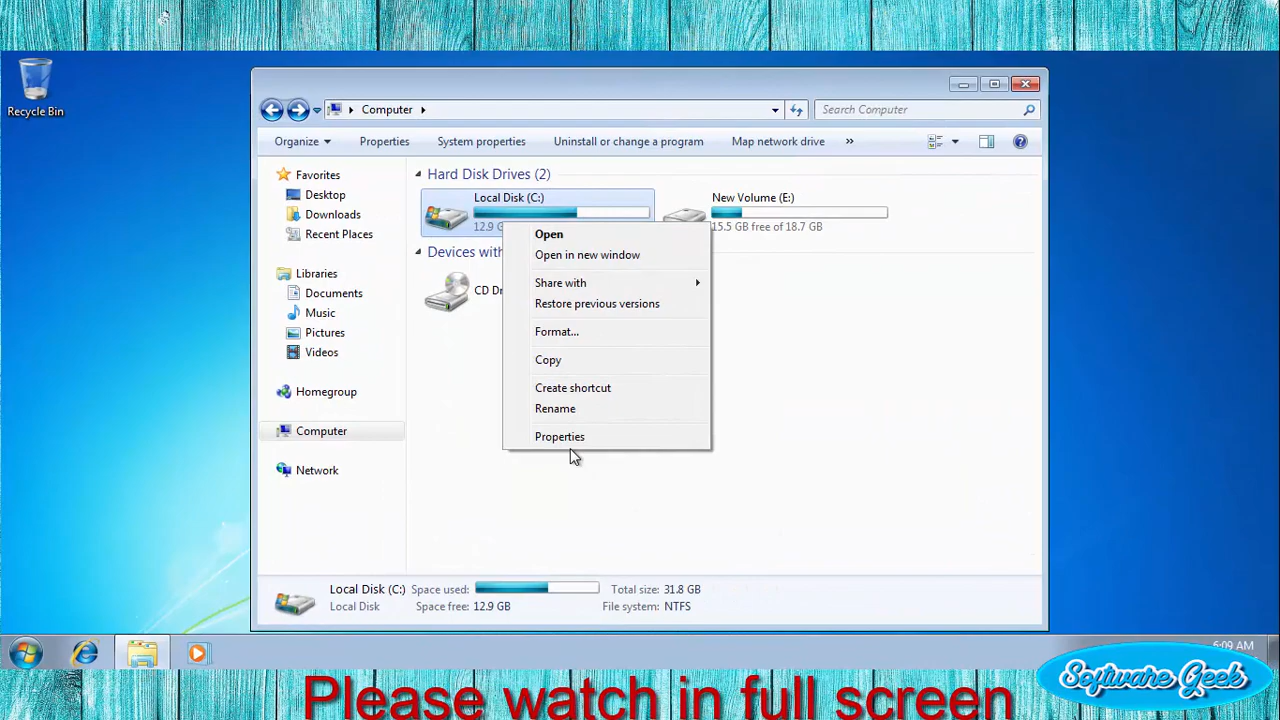 Recycle Bin
Computer
Search Computer
Organize
Properties
System properties
Uninstall or change a program
Map network drive
»
Favorites
Desktop
Downloads
Recent Places
Libraries
Documents
Music
Pictures
Videos
Homegroup
Computer
Network
Hard Disk Drives (2)
Local Disk (C:)
12.9 G
New Volume (E:)
15.5 GB free of 18.7 GB
Devices with
CD Dr
Open
Open in new window
Share with
Restore previous versions
Format...
Copy
Create shortcut
Rename
Properties
Local Disk (C:) Space used: Total size: 31.8 GB
Local Disk Space free: 12.9 GB File system: NTFS
6:09 AM
Software Geek
Please watch in full screen